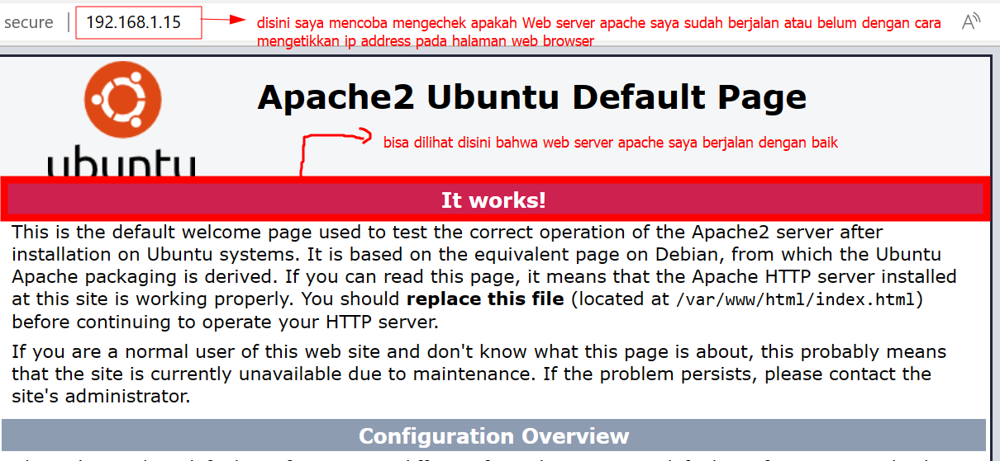 secure
192.168.1.15
disini saya mencoba mengechek apakah Web server apache saya sudah berjalan atau belum dengan cara
mengetikkan ip address pada halaman web browser
Apache2 Ubuntu Default Page
bisa dilihat disini bahwa web server apache saya berjalan dengan baik
ubuntu
It works!
This is the default welcome page used to test the correct operation of the Apache2 server after
installation on Ubuntu systems. It is based on the equivalent page on Debian, from which the Ubuntu
Apache packaging is derived. If you can read this page, it means that the Apache HTTP server installed
at this site is working properly. You should replace this file (located at /var/www/html/index.html)
before continuing to operate your HTTP server.
If you are a normal user of this web site and don't know what this page is about, this probably means
that the site is currently unavailable due to maintenance. If the problem persists, please contact the
site's administrator.
Configuration Overview